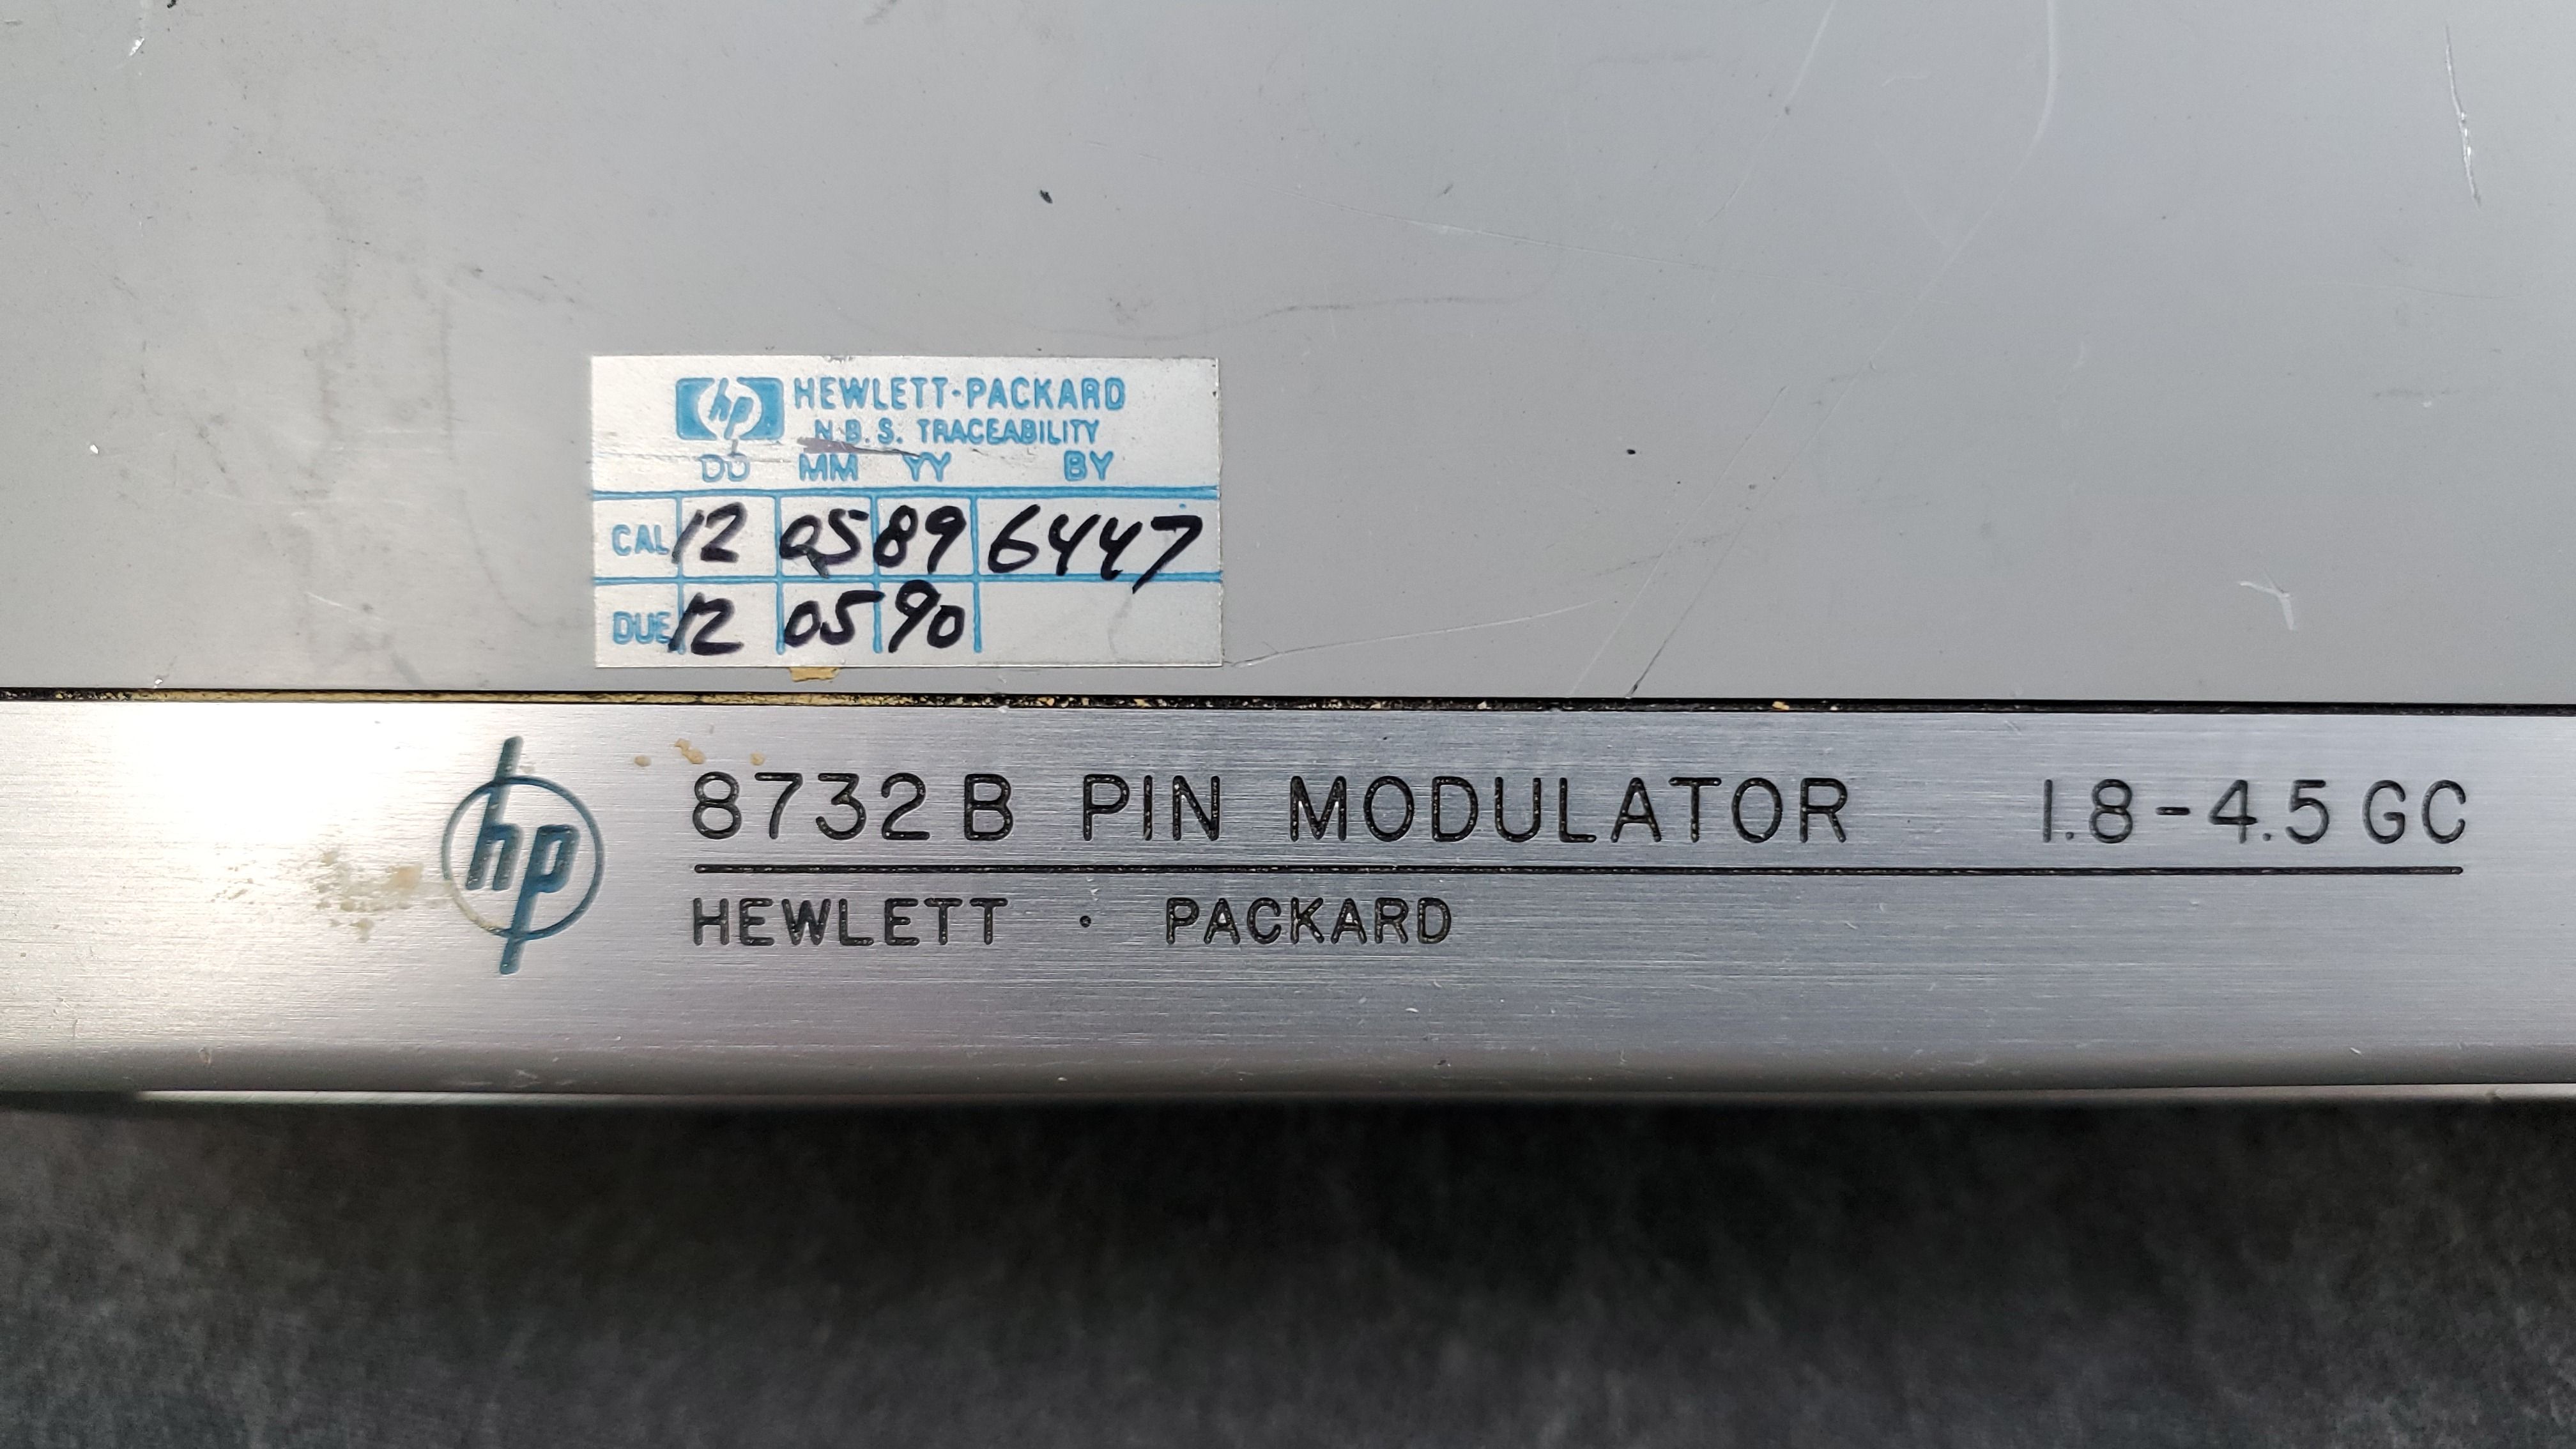 hp HEWLETT·PACKARD
N.B.S. TRACEABILITY
DD MM YY BY
CAL 12 05 89 6447
DUE 12 05 90
hp 8732B PIN MODULATOR 1.8-4.5 GC
HEWLETT · PACKARD